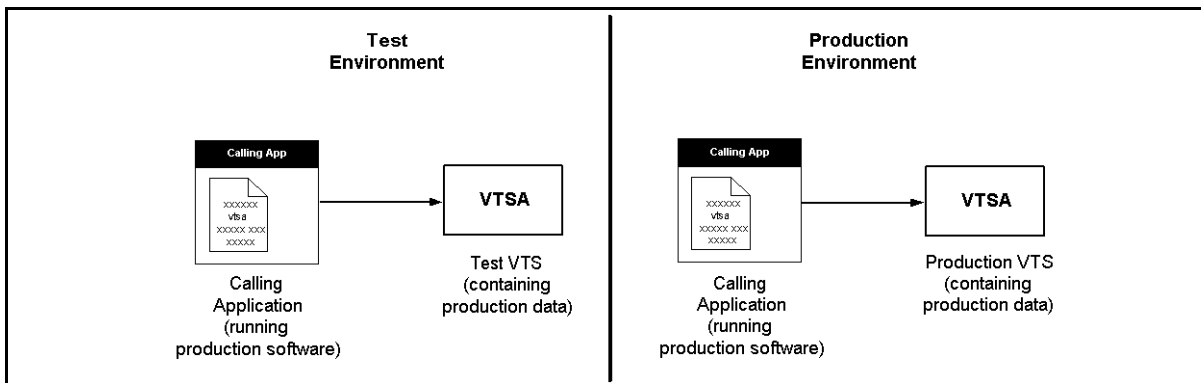 Test
Environment
Calling App
xxxxxx
vtsa
xxxxx xxx
xxxxx
VTSA
Calling
Application
(running
production software)
Test VTS
(containing
production data)
Production
Environment
Calling App
xxxxxx
vtsa
xxxxx xxx
xxxxx
VTSA
Calling
Application
(running
production software)
Production VTS
(containing
production data)